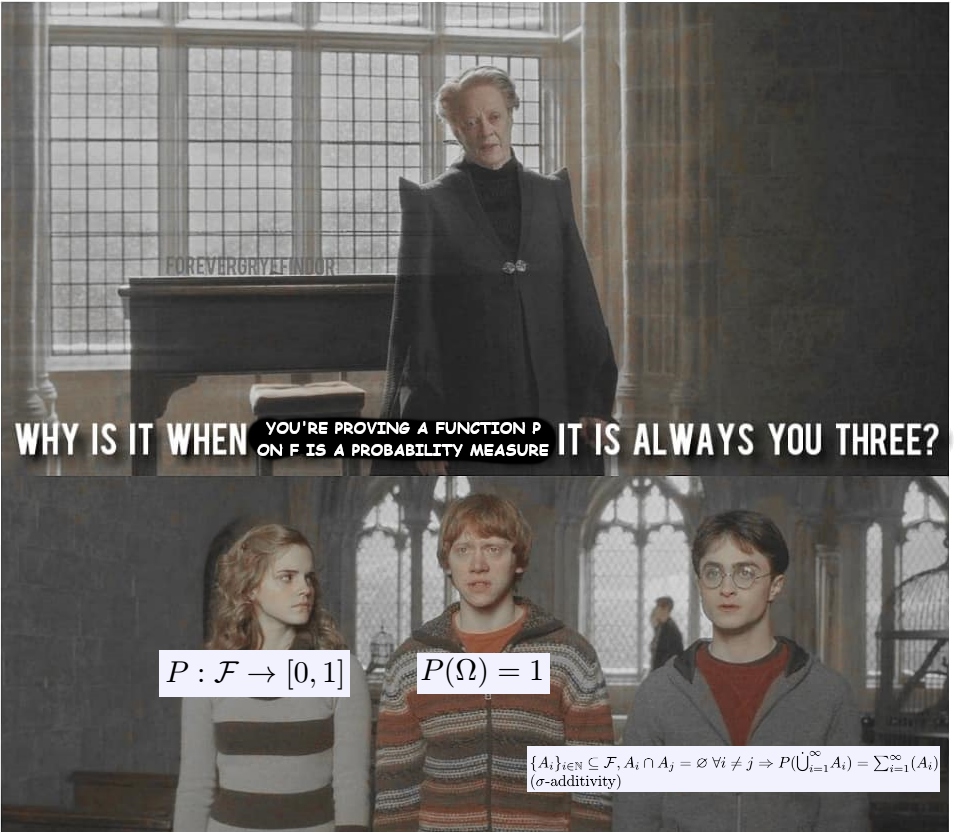 FOREVERGRYFFINDOR
WHY IS IT WHEN YOU'RE PROVING A FUNCTION P
ON F IS A PROBABILITY MEASURE IT IS ALWAYS YOU THREE?
P : ℱ → [0, 1]
P(Ω) = 1
{A_i}_{i∈ℕ} ⊆ ℱ, A_i ∩ A_j = ∅ ∀i ≠ j ⇒ P(⋃̇_{i=1}^∞ A_i) = ∑_{i=1}^∞ (A_i)
(σ-additivity)